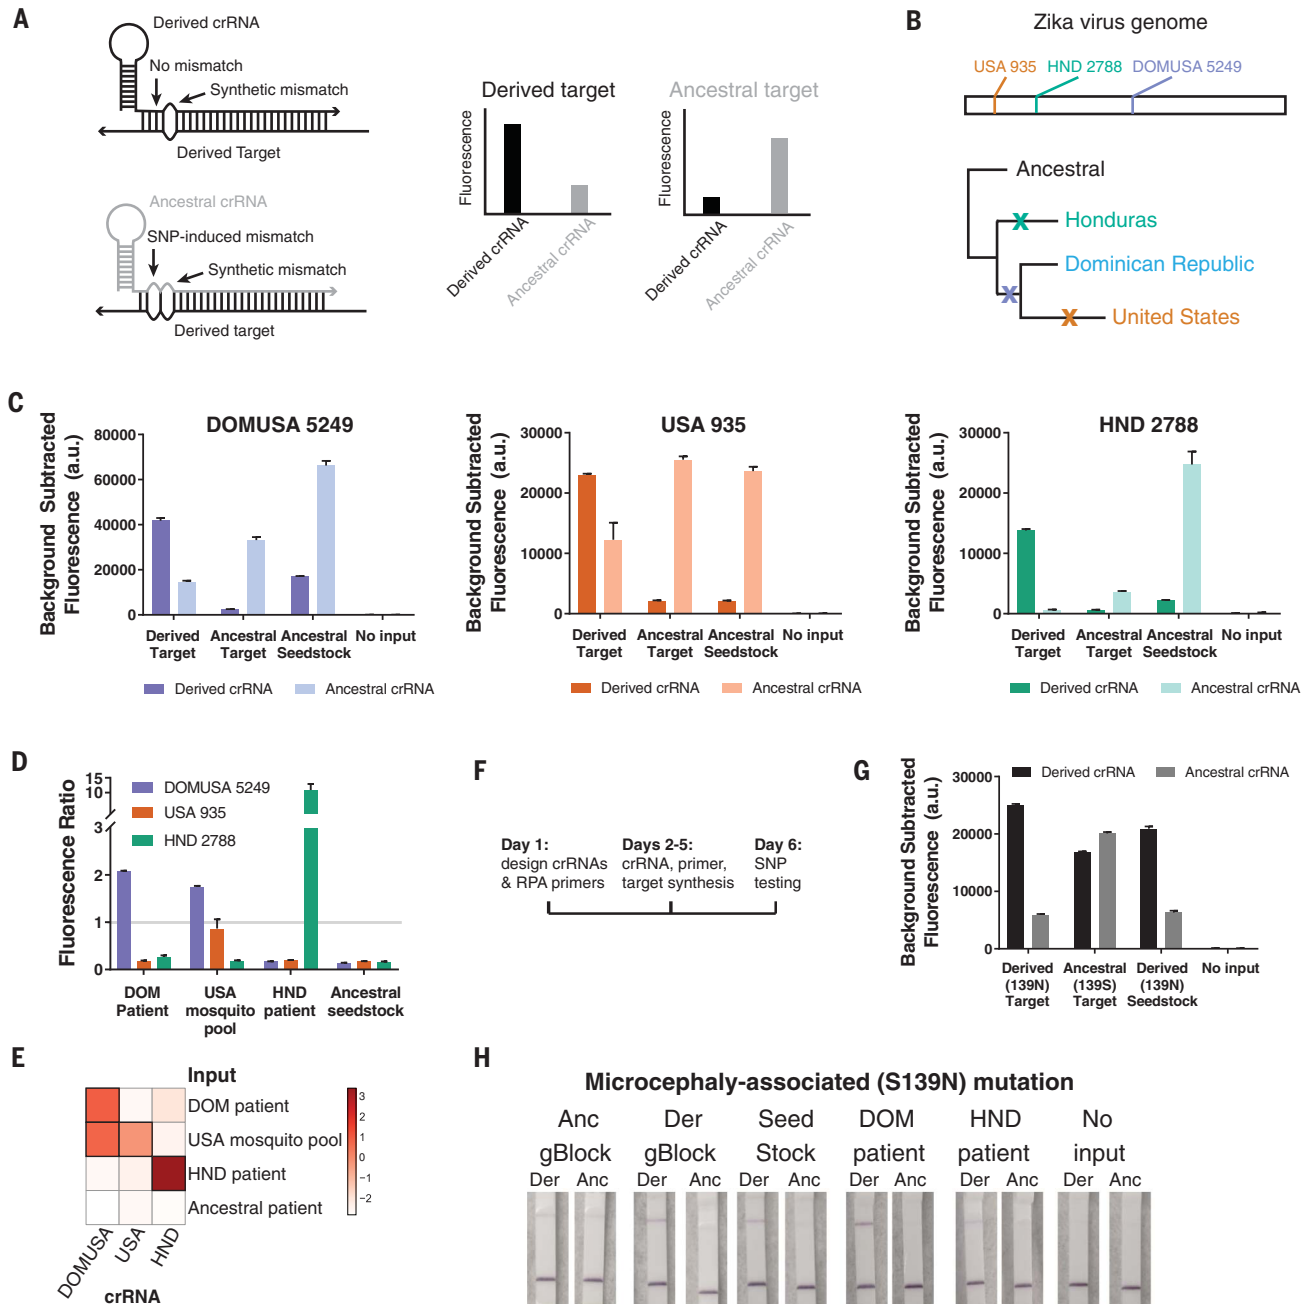 A
Derived crRNA
No mismatch
Synthetic mismatch
Derived Target
Ancestral crRNA
SNP-induced mismatch
Synthetic mismatch
Derived target
Derived target
Fluorescence
Derived crRNA
Ancestral crRNA
Ancestral target
Fluorescence
Derived crRNA
Ancestral crRNA
B
Zika virus genome
USA 935 HND 2788 DOMUSA 5249
Ancestral
X Honduras
Dominican Republic
X
X United States
C
DOMUSA 5249
Background Subtracted
Fluorescence (a.u.)
80000
60000
40000
20000
0
Derived Target
Ancestral Target
Ancestral Seedstock
No input
Derived crRNA Ancestral crRNA
USA 935
Background Subtracted
Fluorescence (a.u.)
30000
20000
10000
0
Derived Target
Ancestral Target
Ancestral Seedstock
No input
Derived crRNA Ancestral crRNA
HND 2788
Background Subtracted
Fluorescence (a.u.)
30000
20000
10000
0
Derived Target
Ancestral Target
Ancestral Seedstock
No input
Derived crRNA Ancestral crRNA
D
Fluorescence Ratio
15
10
3
2
1
0
DOMUSA 5249
USA 935
HND 2788
DOM Patient
USA mosquito pool
HND patient
Ancestral seedstock
E
Input
DOM patient
USA mosquito pool
HND patient
Ancestral patient
3
2
1
0
−1
−2
DOMUSA
USA
HND
crRNA
F
Day 1:
design crRNAs
& RPA primers
Days 2-5:
crRNA, primer,
target synthesis
Day 6:
SNP
testing
G
Background Subtracted
Fluorescence (a.u.)
30000
20000
10000
0
Derived crRNA Ancestral crRNA
Derived (139N) Target
Ancestral (139S) Target
Derived (139N) Seedstock
No input
H
Microcephaly-associated (S139N) mutation
Anc gBlock
Der gBlock
Seed Stock
DOM patient
HND patient
No input
Der Anc Der Anc Der Anc Der Anc Der Anc Der Anc